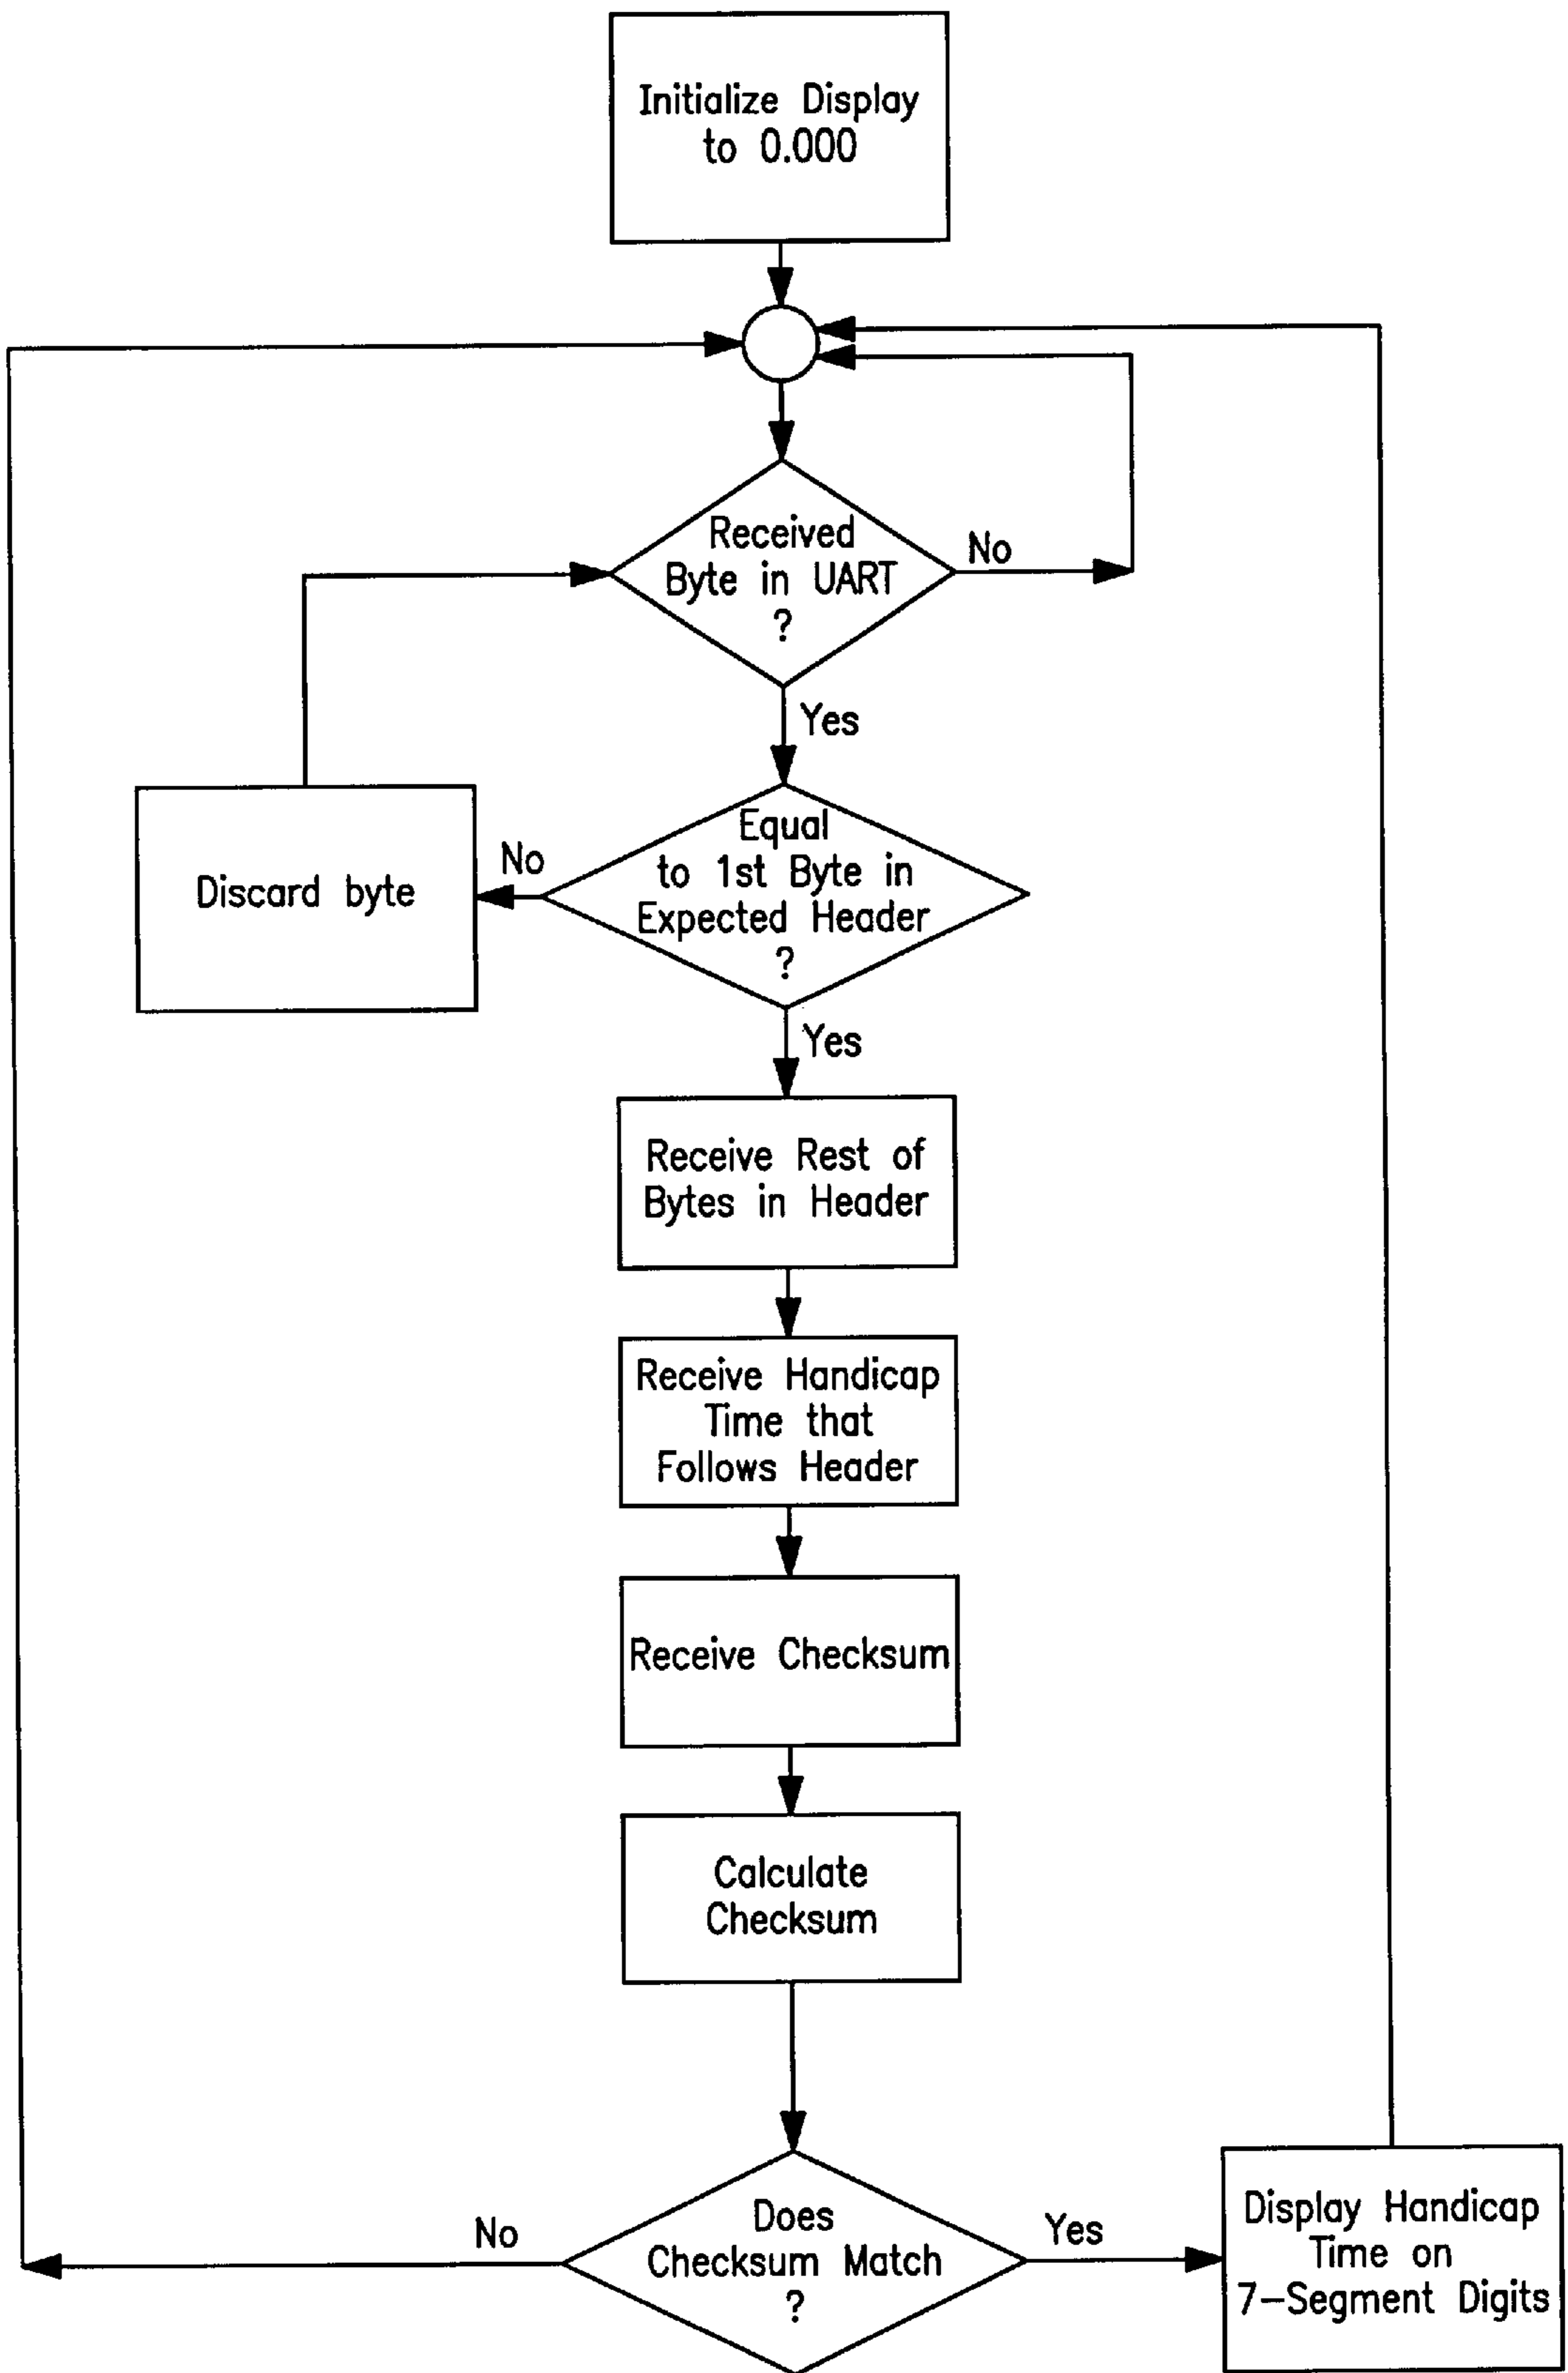 Initialize Display
to 0.000
Received
Byte in UART
?
No
Yes
Equal
to 1st Byte in
Expected Header
?
No
Discard byte
Yes
Receive Rest of
Bytes in Header
Receive Handicap
Time that
Follows Header
Receive Checksum
Calculate
Checksum
Does
Checksum Match
?
No
Yes
Display Handicap
Time on
7-Segment Digits